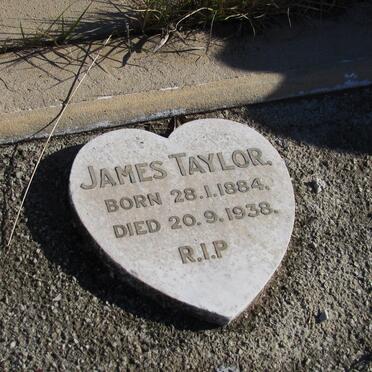 JAMES TAYLOR.
BORN 28.1.1884.
DIED 20.9.1938.
R.I.P